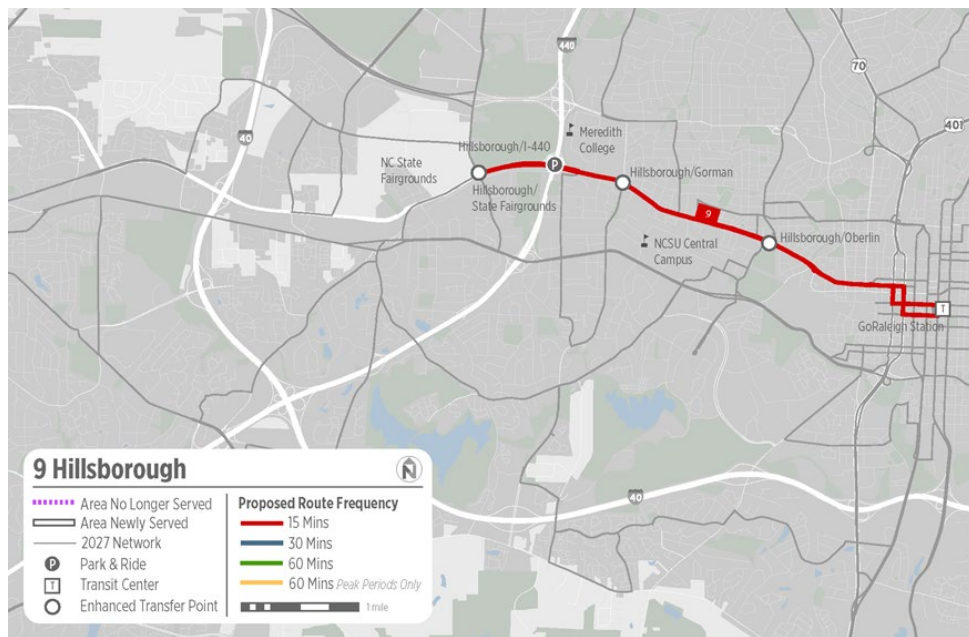 440
70
401
40
Meredith
College
Hillsborough/I-440
P
NC State
Fairgrounds
Hillsborough/
State Fairgrounds
Hillsborough/Gorman
9
NCSU Central
Campus
Hillsborough/Oberlin
T
GoRaleigh Station
40
9 Hillsborough
N
Area No Longer Served
Area Newly Served
2027 Network
P Park & Ride
T Transit Center
Enhanced Transfer Point
Proposed Route Frequency
15 Mins
30 Mins
60 Mins
60 Mins Peak Periods Only
1 mile